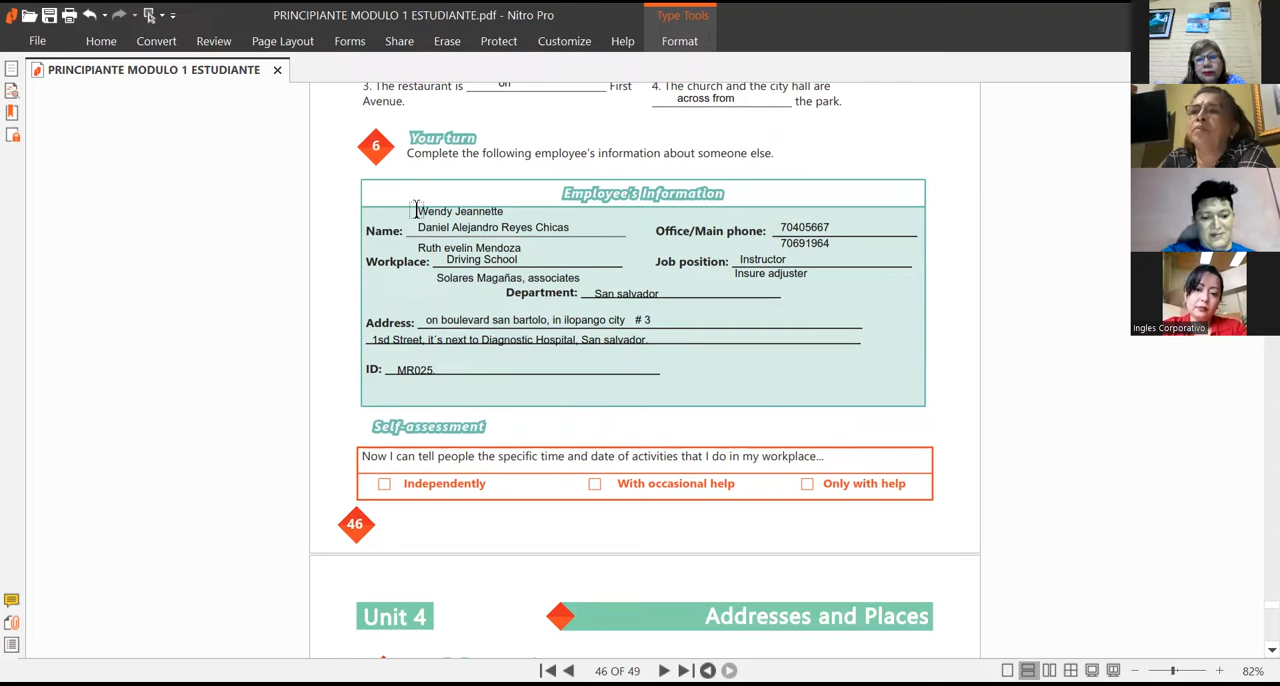 PRINCIPIANTE MODULO 1 ESTUDIANTE.pdf - Nitro Pro
Type Tools
File Home Convert Review Page Layout Forms Share Erase Protect Customize Help Format
PRINCIPIANTE MODULO 1 ESTUDIANTE
3. The restaurant is on First
Avenue.
4. The church and the city hall are
across from the park.
6 Your turn
Complete the following employee's information about someone else.
Employee's Information
Wendy Jeannette
Name: Daniel Alejandro Reyes Chicas
Office/Main phone: 70405667
70691964
Ruth evelin Mendoza
Workplace: Driving School
Job position: Instructor
Insure adjuster
Solares Magañas, associates
Department: San salvador
Address: on boulevard san bartolo, in ilopango city # 3
1sd Street, it´s next to Diagnostic Hospital, San salvador.
ID: MR025.
Self-assessment
Now I can tell people the specific time and date of activities that I do in my workplace...
Independently With occasional help Only with help
46
Unit 4 Addresses and Places
46 OF 49
82%
Ingles Corporativo